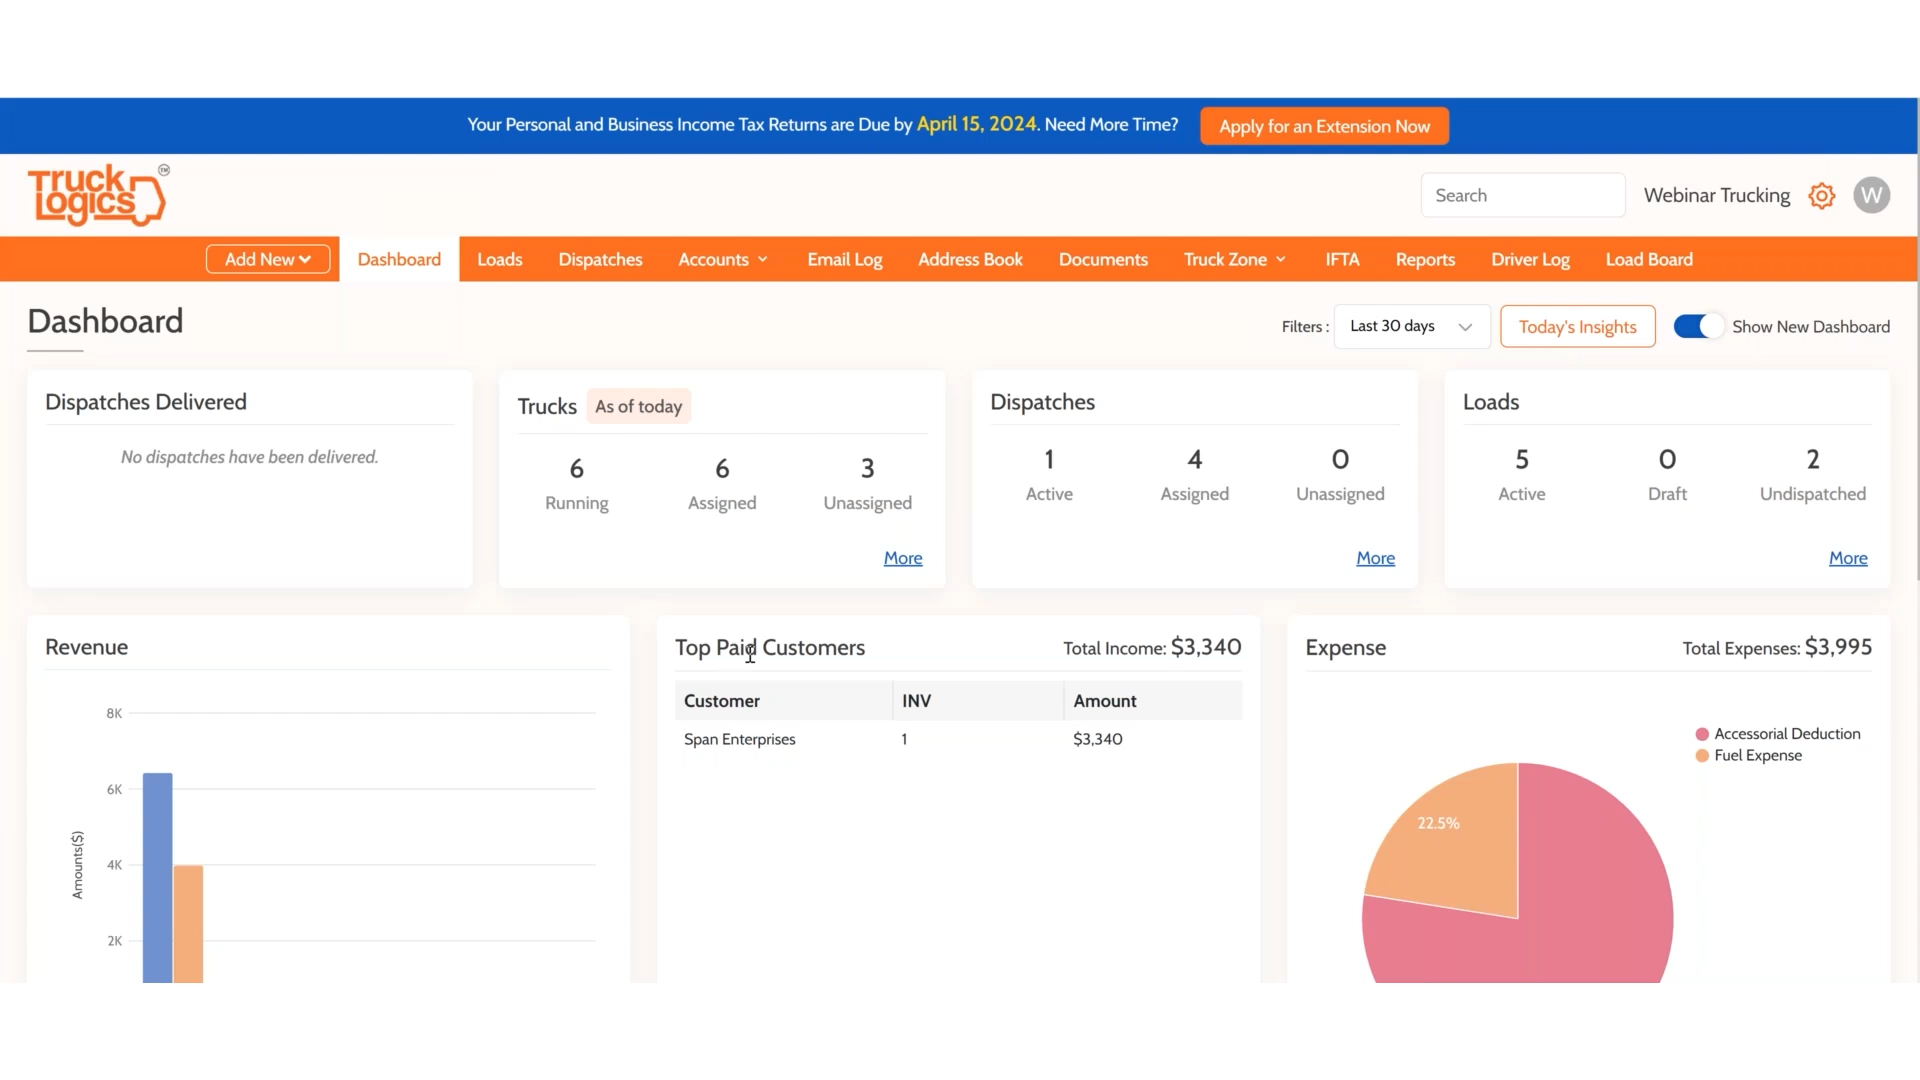 Your Personal and Business Income Tax Returns are Due by April 15, 2024. Need More Time? Apply for an Extension Now
Truck Logics TM
Search Webinar Trucking W
Add New Dashboard Loads Dispatches Accounts Email Log Address Book Documents Truck Zone IFTA Reports Driver Log Load Board
Dashboard
Filters : Last 30 days Today's Insights Show New Dashboard
Dispatches Delivered
No dispatches have been delivered.
Trucks As of today
6 6 3
Running Assigned Unassigned
More
Dispatches
1 4 0
Active Assigned Unassigned
More
Loads
5 0 2
Active Draft Undispatched
More
Revenue
8K
6K
4K
2K
Amounts($)
Top Paid Customers Total Income: $3,340
Customer INV Amount
Span Enterprises 1 $3,340
Expense Total Expenses: $3,995
Accessorial Deduction
Fuel Expense
22.5%